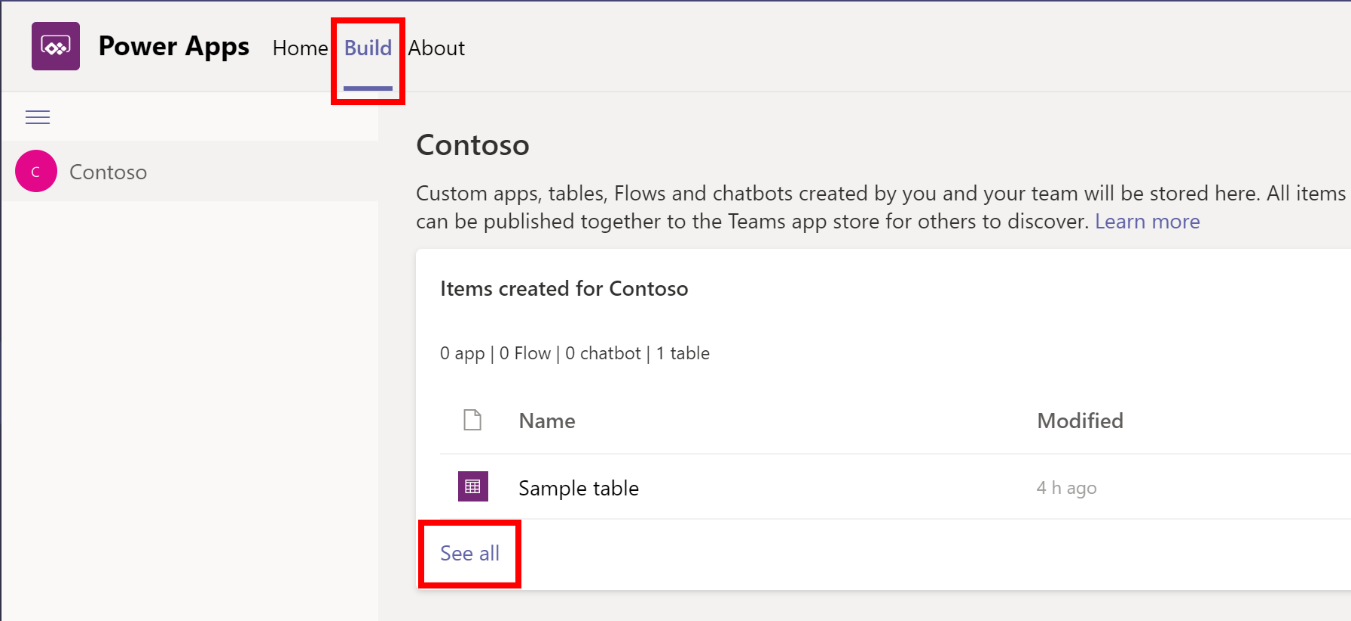 Power Apps Home Build About
C Contoso
Contoso
Custom apps, tables, Flows and chatbots created by you and your team will be stored here. All items
can be published together to the Teams app store for others to discover. Learn more
Items created for Contoso
0 app | 0 Flow | 0 chatbot | 1 table
Name Modified
Sample table 4 h ago
See all